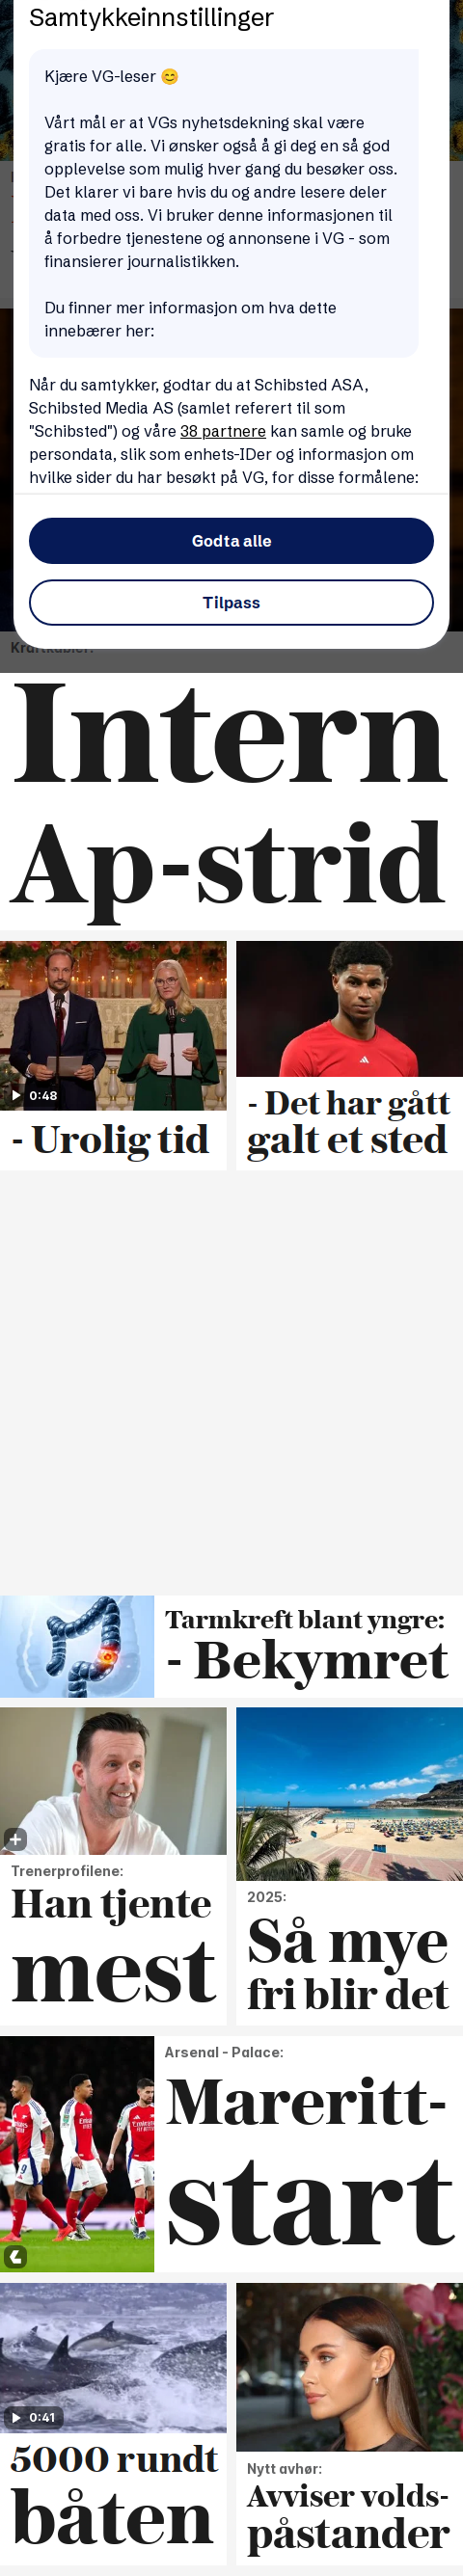 Samtykkeinnstillinger
Kjære VG-leser 😊
Vårt mål er at VGs nyhetsdekning skal være
gratis for alle. Vi ønsker også å gi deg en så god
opplevelse som mulig hver gang du besøker oss.
Det klarer vi bare hvis du og andre lesere deler
data med oss. Vi bruker denne informasjonen til
å forbedre tjenestene og annonsene i VG - som
finansierer journalistikken.
Du finner mer informasjon om hva dette
innebærer her:
Når du samtykker, godtar du at Schibsted ASA,
Schibsted Media AS (samlet referert til som
"Schibsted") og våre 38 partnere kan samle og bruke
persondata, slik som enhets-IDer og informasjon om
hvilke sider du har besøkt på VG, for disse formålene:
Godta alle
Tilpass
Kraftkabler:
Intern
Ap-strid
0:48
- Urolig tid
- Det har gått
galt et sted
Tarmkreft blant yngre:
- Bekymret
Trenerprofilene:
Han tjente
mest
2025:
Så mye
fri blir det
Arsenal - Palace:
Mareritt-
start
0:41
5000 rundt
båten
Nytt avhør:
Avviser volds-
påstander